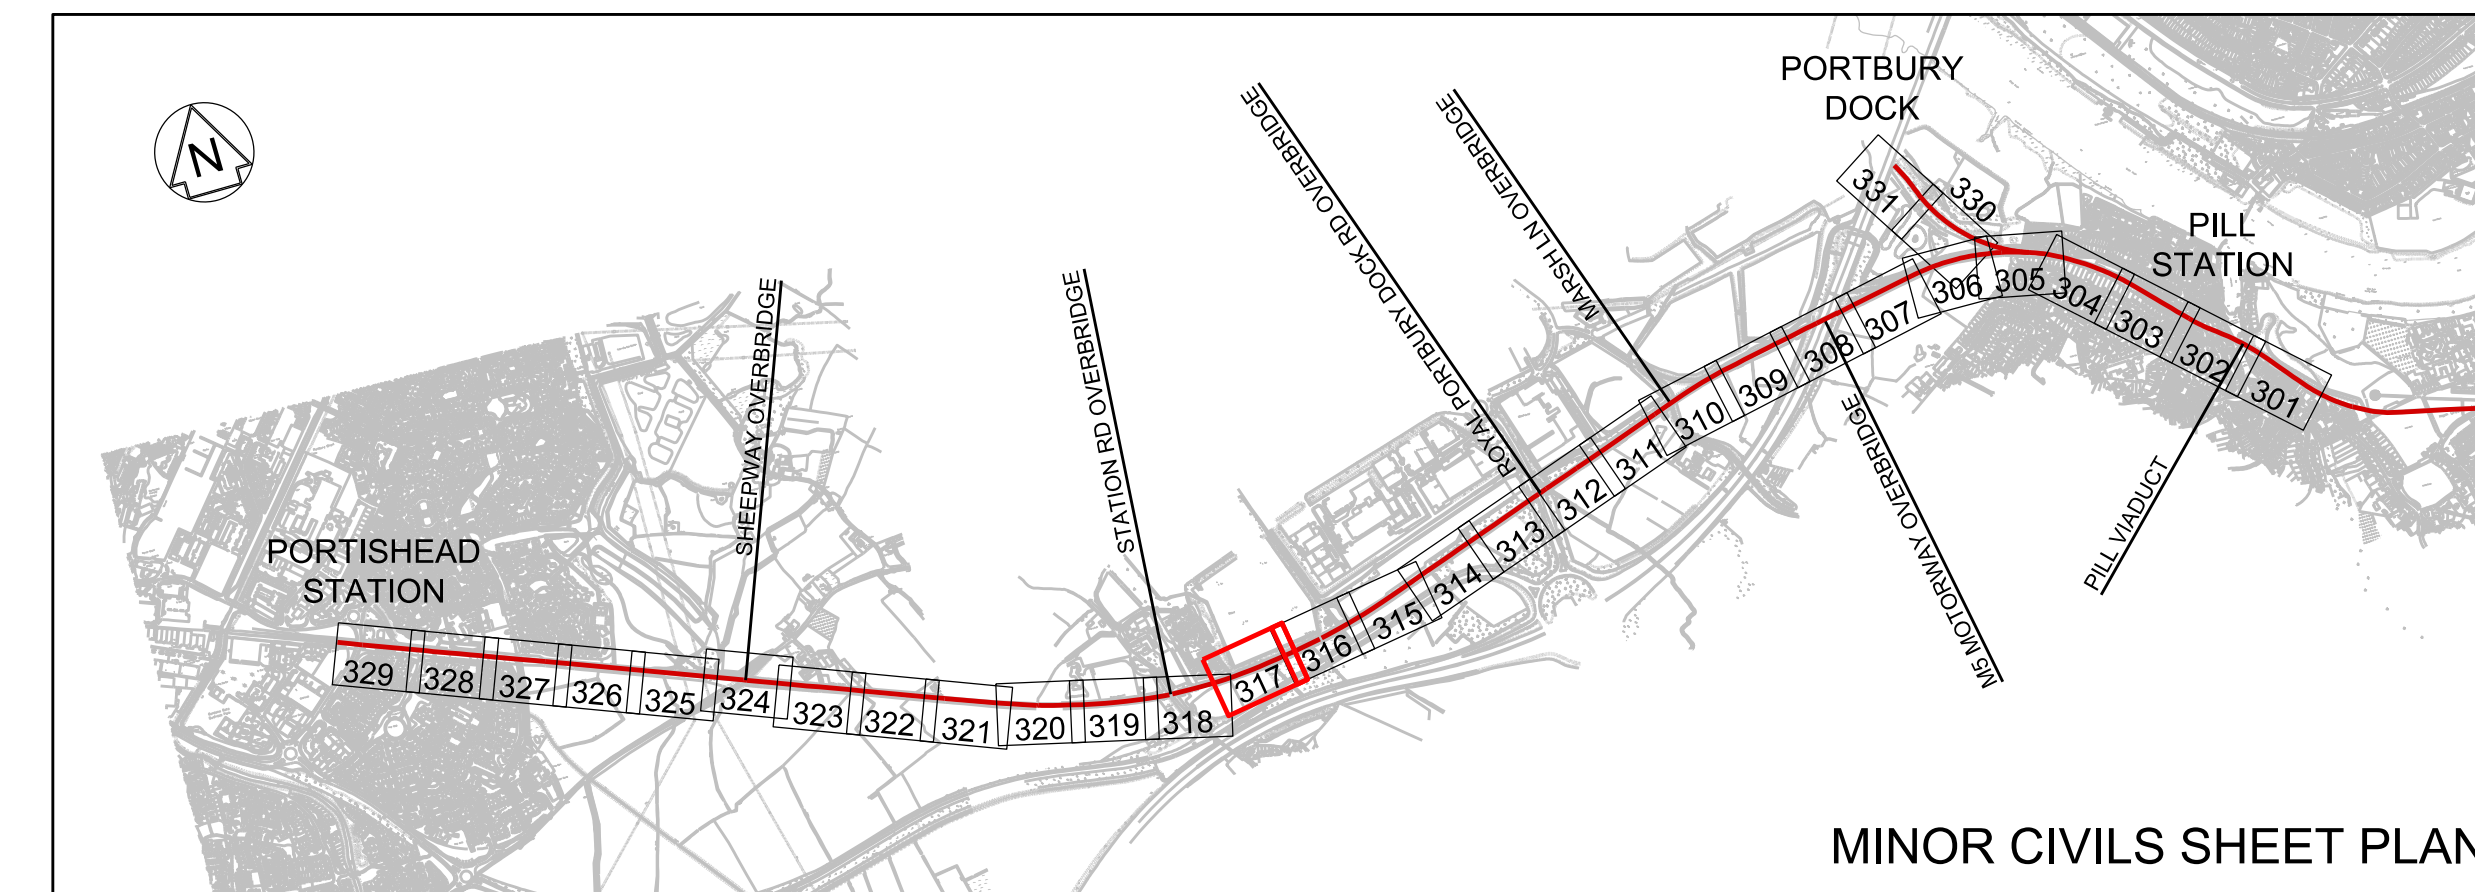 N
PORTBURY
DOCK
PILL
STATION
PORTISHEAD
STATION
SHEEPWAY OVERBRIDGE
STATION RD OVERBRIDGE
ROYAL PORTBURY DOCK RD OVERBRIDGE
MARSH LN OVERBRIDGE
M5 MOTORWAY OVERBRIDGE
PILL VIADUCT
329
328
327
326
325
324
323
322
321
320
319
318
317
316
315
314
313
312
311
310
309
308
307
306
305
304
303
302
301
331
330
MINOR CIVILS SHEET PLAN